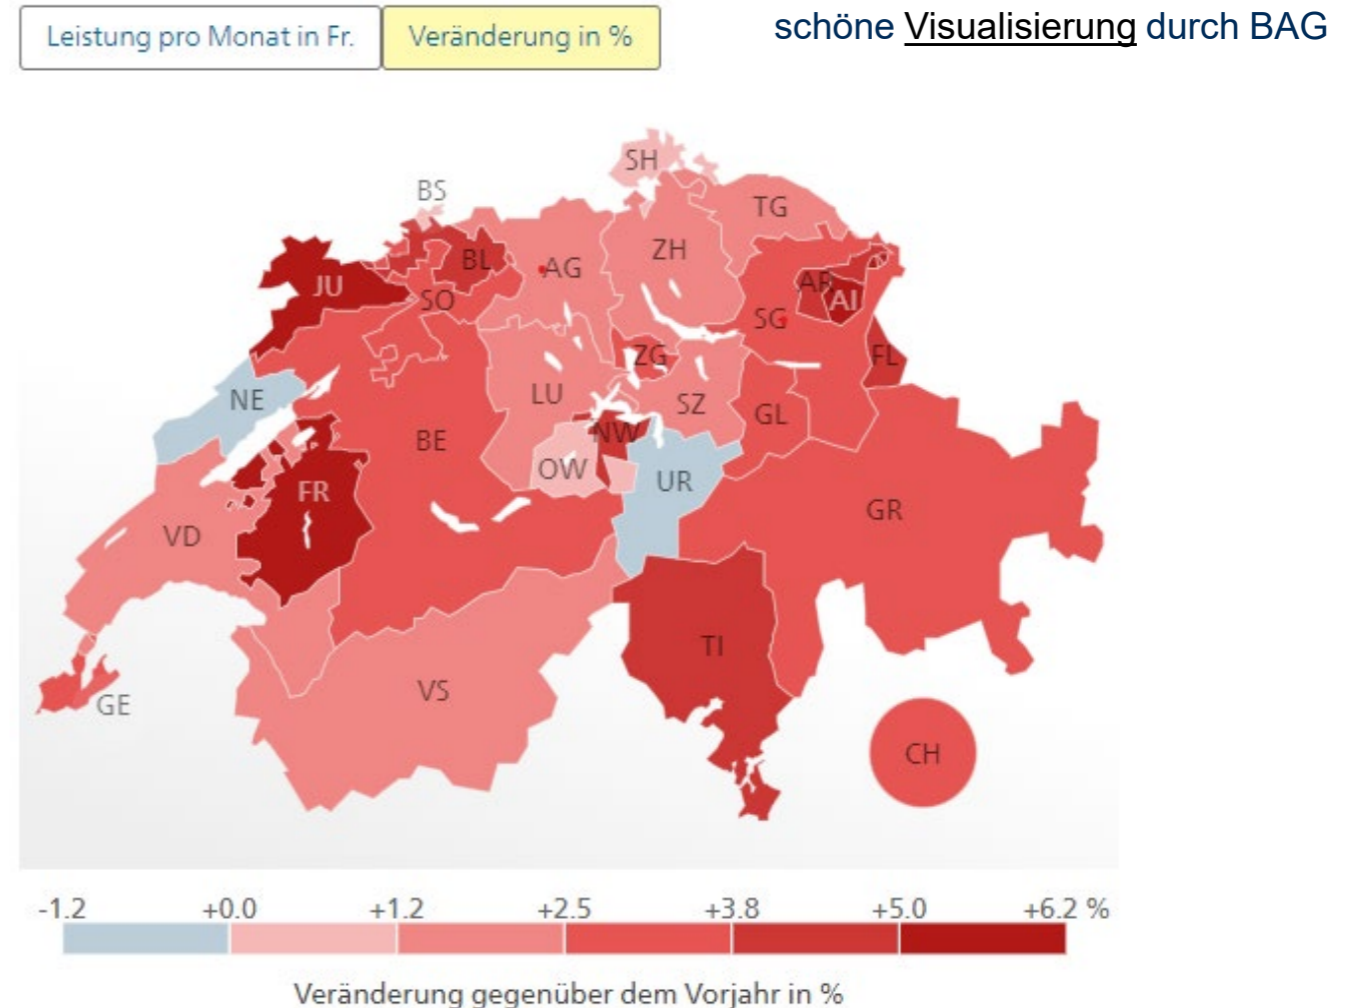 Leistung pro Monat in Fr. Veränderung in % schöne Visualisierung durch BAG
SH
BS
TG
ZH
BL
AG
JU
AR
AI
SO
SG
ZG
FL
LU
NE
SZ
GL
BE
NW
OW
UR
FR
GR
VD
TI
VS
GE
CH
-1.2 +0.0 +1.2 +2.5 +3.8 +5.0 +6.2 %
Veränderung gegenüber dem Vorjahr in %